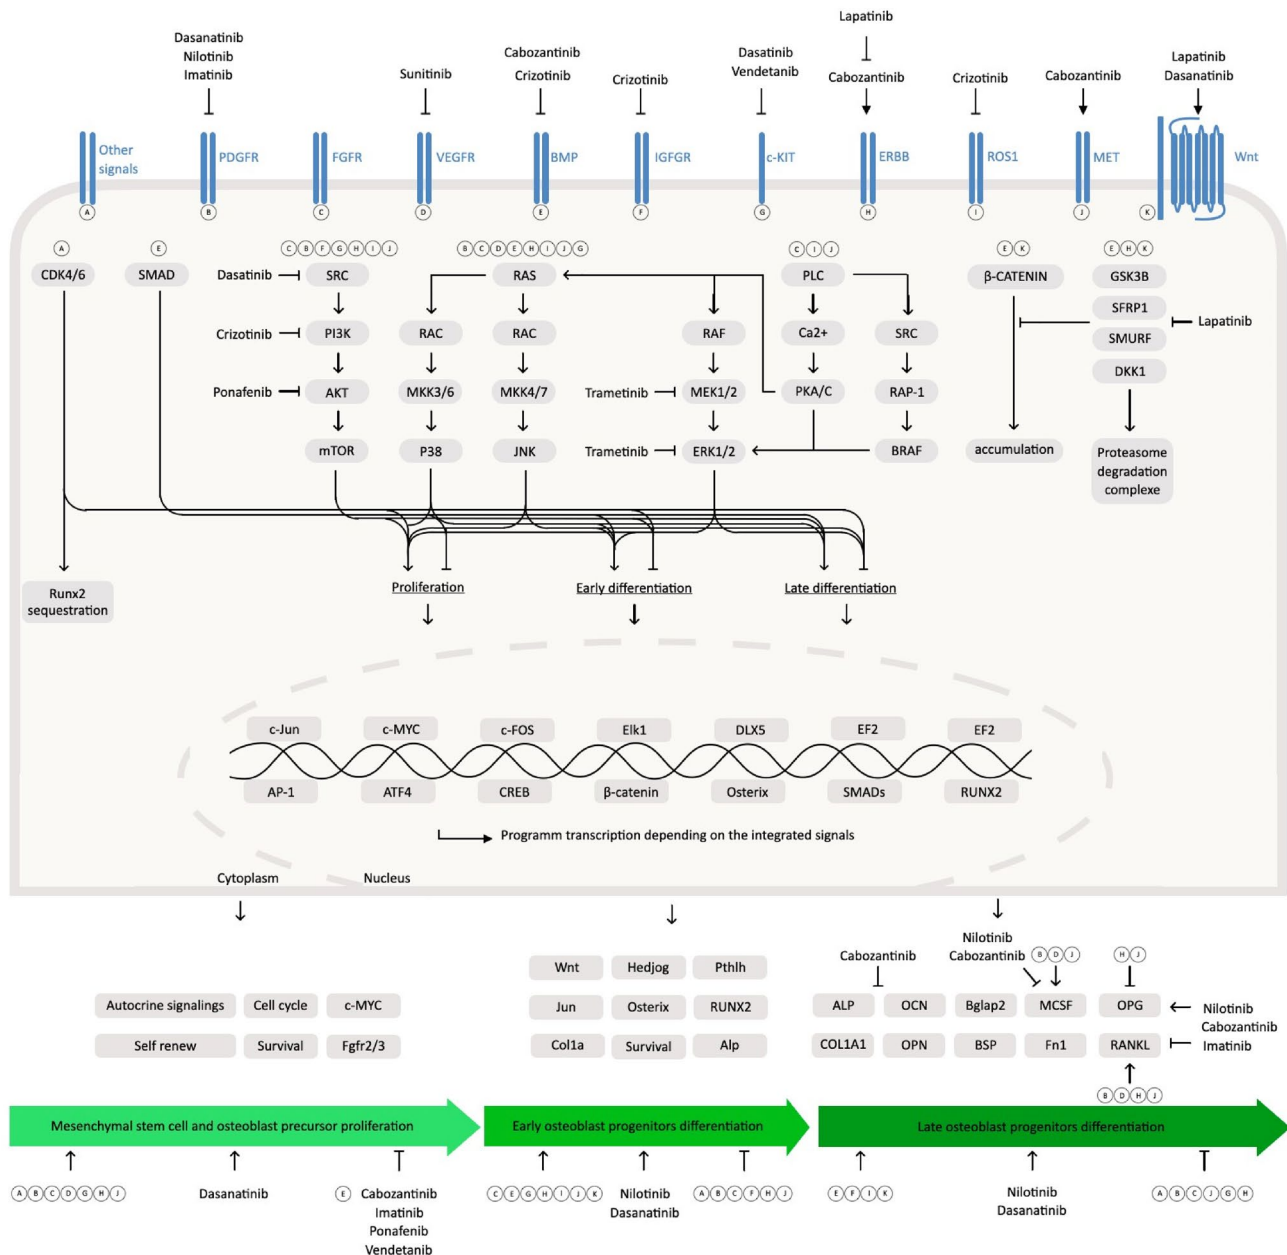 Lapatinib
Dasanatinib
Nilotinib
Imatinib
Sunitinib
Cabozantinib
Crizotinib
Crizotinib
Dasatinib
Vendetanib
Cabozantinib
Crizotinib
Cabozantinib
Lapatinib
Dasanatinib
Other
signals
PDGFR
FGFR
VEGFR
BMP
IGFGR
c-KIT
ERBB
ROS1
MET
Wnt
A
B
C
D
E
F
G
H
I
J
K
A
E
C B F G H I J
B C D E H I J G
C I J
E K
E H K
CDK4/6
SMAD
Dasatinib
SRC
RAS
PLC
β-CATENIN
GSK3B
SFRP1
Crizotinib
PI3K
RAC
RAC
RAF
Ca2+
SRC
SMURF
Lapatinib
DKK1
Ponafenib
AKT
MKK3/6
MKK4/7
Trametinib
MEK1/2
PKA/C
RAP-1
mTOR
P38
JNK
Trametinib
ERK1/2
BRAF
accumulation
Proteasome
degradation
complexe
Runx2
sequestration
Proliferation
Early differentiation
Late differentiation
c-Jun
c-MYC
c-FOS
Elk1
DLX5
EF2
EF2
AP-1
ATF4
CREB
β-catenin
Osterix
SMADs
RUNX2
Programm transcription depending on the integrated signals
Cytoplasm
Nucleus
Autocrine signalings
Cell cycle
c-MYC
Self renew
Survival
Fgfr2/3
Wnt
Hedjog
Pthlh
Jun
Osterix
RUNX2
Col1a
Survival
Alp
Cabozantinib
Nilotinib
Cabozantinib
B D J
H J
ALP
OCN
Bglap2
MCSF
OPG
COL1A1
OPN
BSP
Fn1
RANKL
Nilotinib
Cabozantinib
Imatinib
B D H J
Mesenchymal stem cell and osteoblast precursor proliferation
Early osteoblast progenitors differentiation
Late osteoblast progenitors differentiation
A B C D G H J
Dasanatinib
E
Cabozantinib
Imatinib
Ponafenib
Vendetanib
C E G H I J K
Nilotinib
Dasanatinib
A B C F H J
E F I K
Nilotinib
Dasanatinib
A B C J G H